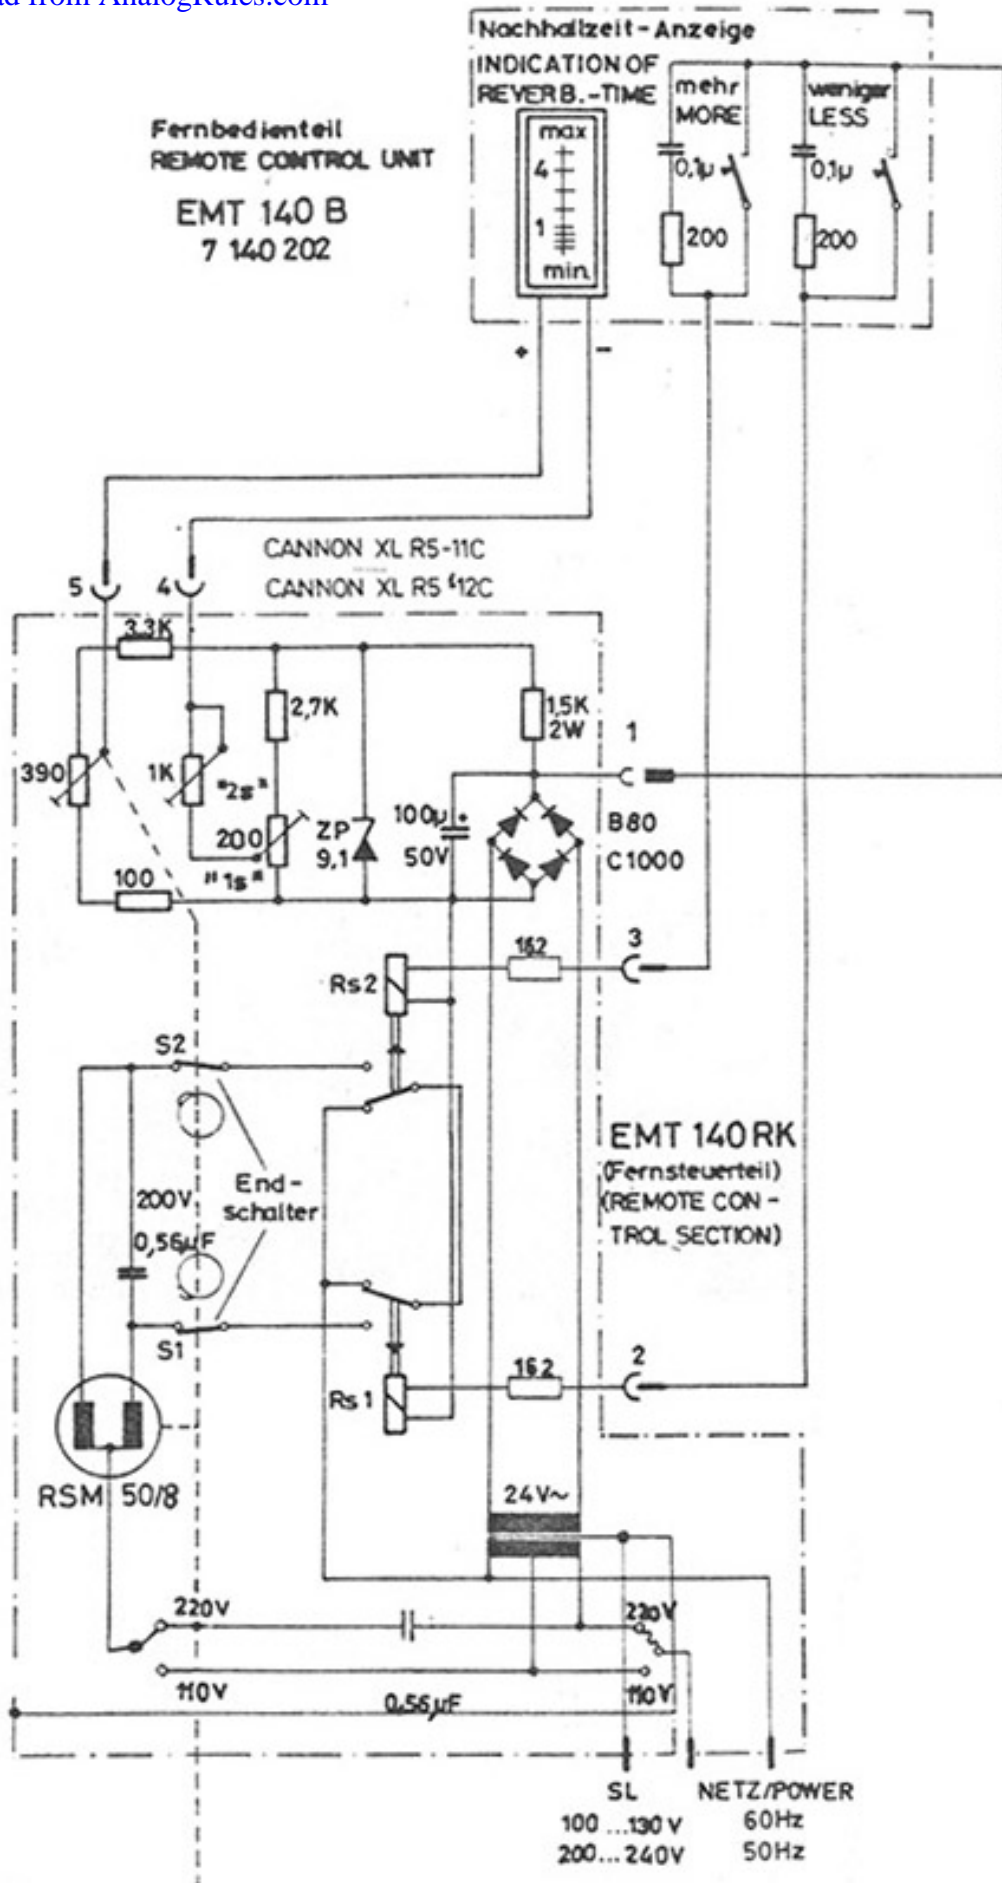 ad from AnalogRules.com
Nachhallzeit-Anzeige
INDICATION OF
REVERB.-TIME
mehr
MORE
weniger
LESS
max
4
1
min
0,1µ
0,1µ
200
200
Fernbedienteil
REMOTE CONTROL UNIT
EMT 140 B
7 140 202
+
-
CANNON XL R5-11C
CANNON XL R5 12C
5
4
3,3K
2,7K
1,5K
2W
1
390
1K
"2s"
200
"1s"
ZP
9,1
100µ
+
50V
B80
C1000
100
162
3
Rs2
S2
End-
schalter
200V
0,56µF
EMT 140 RK
(Fernsteuerteil)
(REMOTE CON-
TROL SECTION)
S1
162
2
Rs1
RSM 50/8
24V~
220V
220V
110V
0,56µF
110V
SL
NETZ/POWER
100...130V
60Hz
200...240V
50Hz